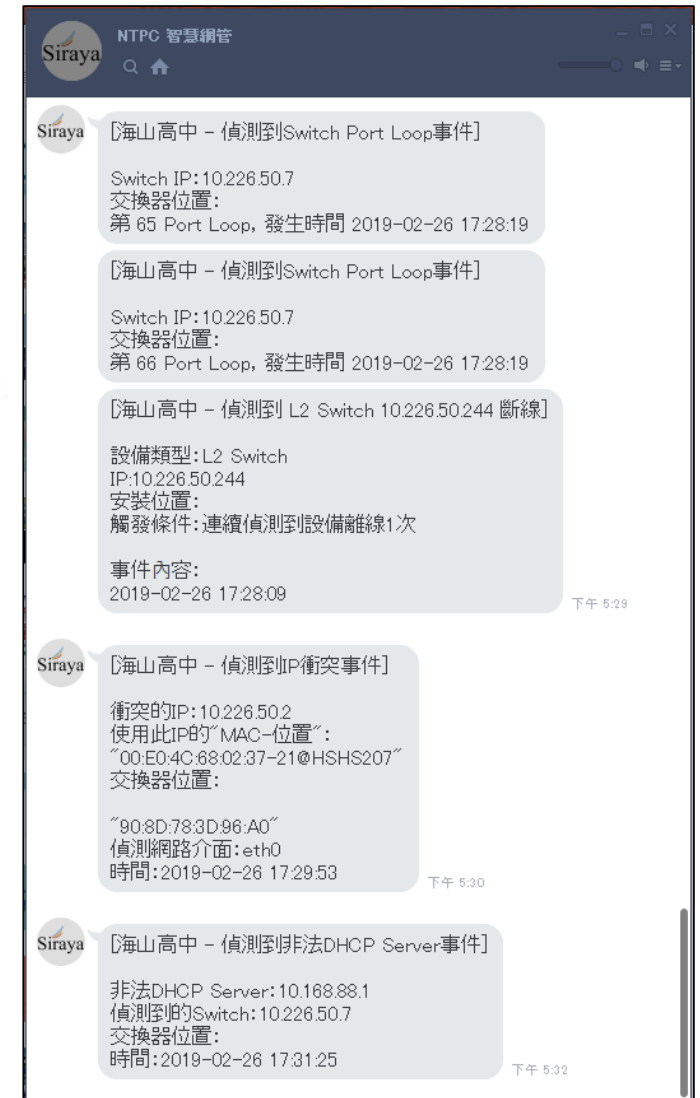 NTPC 智慧網管
Siraya
Siraya
[海山高中 - 偵測到Switch Port Loop事件]
Switch IP:10.226.50.7
交換器位置:
第 65 Port Loop, 發生時間 2019-02-26 17:28:19
[海山高中 - 偵測到Switch Port Loop事件]
Switch IP:10.226.50.7
交換器位置:
第 66 Port Loop, 發生時間 2019-02-26 17:28:19
[海山高中 - 偵測到 L2 Switch 10.226.50.244 斷線]
設備類型:L2 Switch
IP:10.226.50.244
安裝位置:
觸發條件:連續偵測到設備離線1次
事件內容:
2019-02-26 17:28:09
下午 5:29
Siraya
[海山高中 - 偵測到IP衝突事件]
衝突的IP:10.226.50.2
使用此IP的"MAC-位置":
"00:E0:4C:68:02:37-21@HSHS207"
交換器位置:
"90:8D:78:3D:96:A0"
偵測網路介面:eth0
時間:2019-02-26 17:29:53
下午 5:30
Siraya
[海山高中 - 偵測到非法DHCP Server事件]
非法DHCP Server:10.168.88.1
偵測到的Switch:10.226.50.7
交換器位置:
時間:2019-02-26 17:31:25
下午 5:32